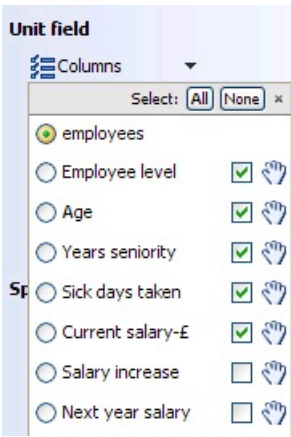 Unit field
Columns
Select: All None ×
employees
Employee level
Age
Years seniority
Sp
Sick days taken
Current salary-£
Salary increase
Next year salary